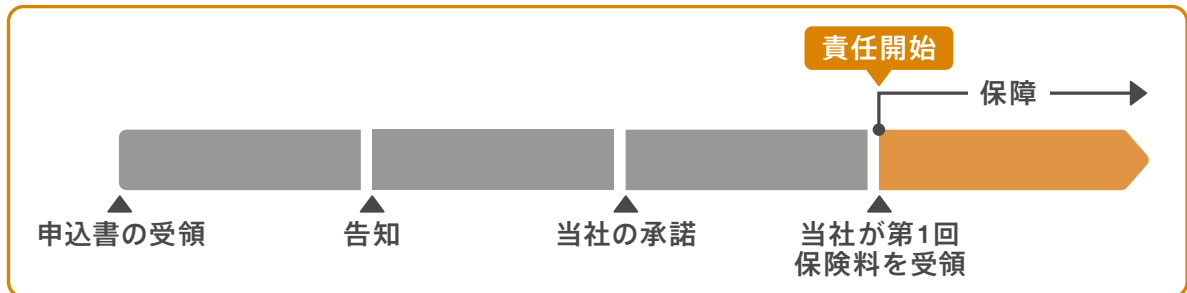 責任開始
保障
申込書の受領
告知
当社の承諾
当社が第1回
保険料を受領